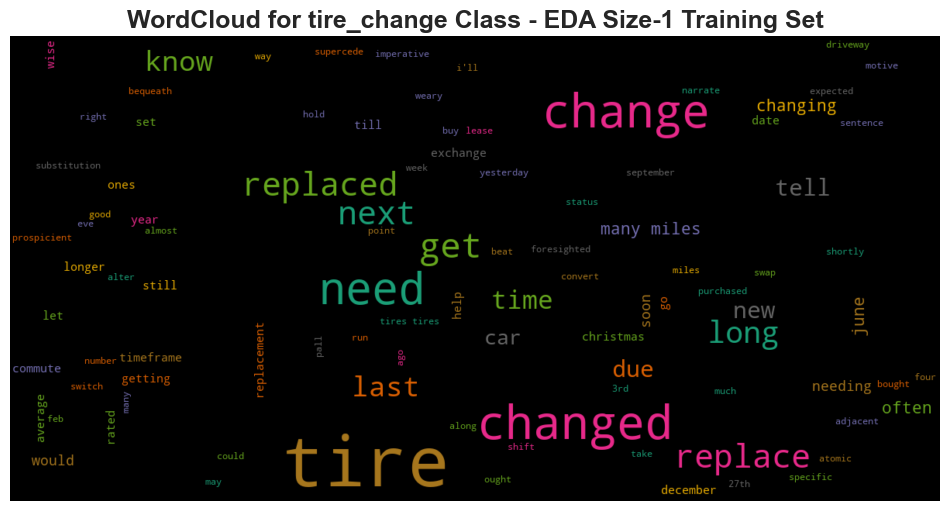 WordCloud for tire_change Class - EDA Size-1 Training Set
wise
know
way
supercede
imperative
i'll
driveway
motive
bequeath
weary
narrate
expected
change
changing
right
set
hold
till
buy
lease
date
sentence
exchange
substitution
week
yesterday
september
ones
replaced
tell
next
status
good
year
eve
almost
point
many miles
prospicient
get
beat
foresighted
shortly
longer
alter
still
need
convert
miles
swap
purchased
help
time
soon
go
new
june
let
tires tires
car
christmas
long
replacement
pall
run
ago
number
timeframe
commute
switch
getting
last
due
3rd
much
needing
bought
four
many
average
feb
rated
often
adjacent
along
changed
shift
take
replace
would
could
tire
atomic
may
ought
december
27th
specific